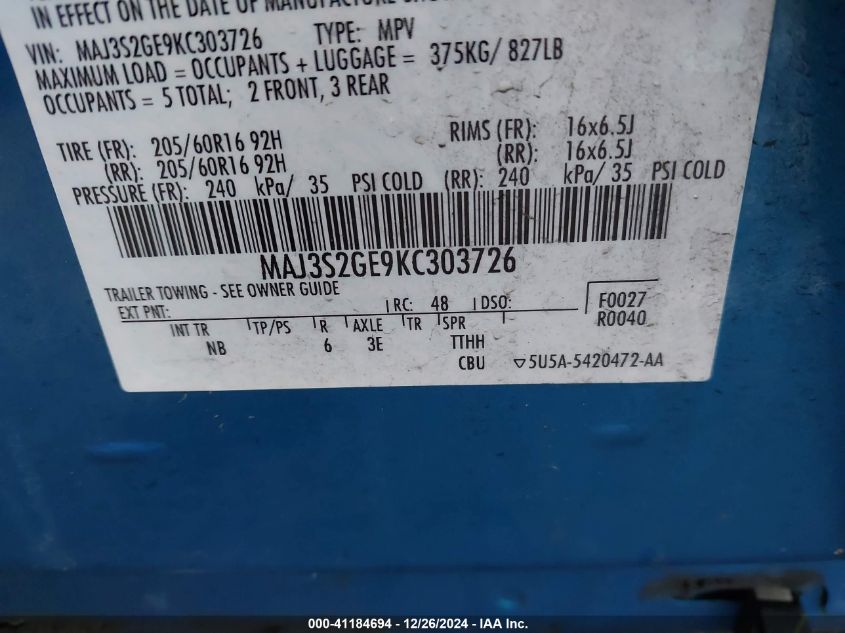 IN EFFECT ON THE DATE OF MANUFACTURE
VIN: MAJ3S2GE9KC303726 TYPE: MPV
MAXIMUM LOAD = OCCUPANTS + LUGGAGE = 375KG/ 827LB
OCCUPANTS = 5 TOTAL; 2 FRONT, 3 REAR
TIRE (FR): 205/60R16 92H RIMS (FR): 16x6.5J
(RR): 205/60R16 92H (RR): 16x6.5J
PRESSURE (FR): 240 kPa/ 35 PSI COLD (RR): 240 kPa/ 35 PSI COLD
MAJ3S2GE9KC303726
TRAILER TOWING - SEE OWNER GUIDE
EXT PNT: RC: 48 DSO: F0027
R0040
INT TR TP/PS R AXLE TR SPR
NB 6 3E TTHH
CBU ▽5U5A-5420472-AA
000-41184694 - 12/26/2024 - IAA Inc.